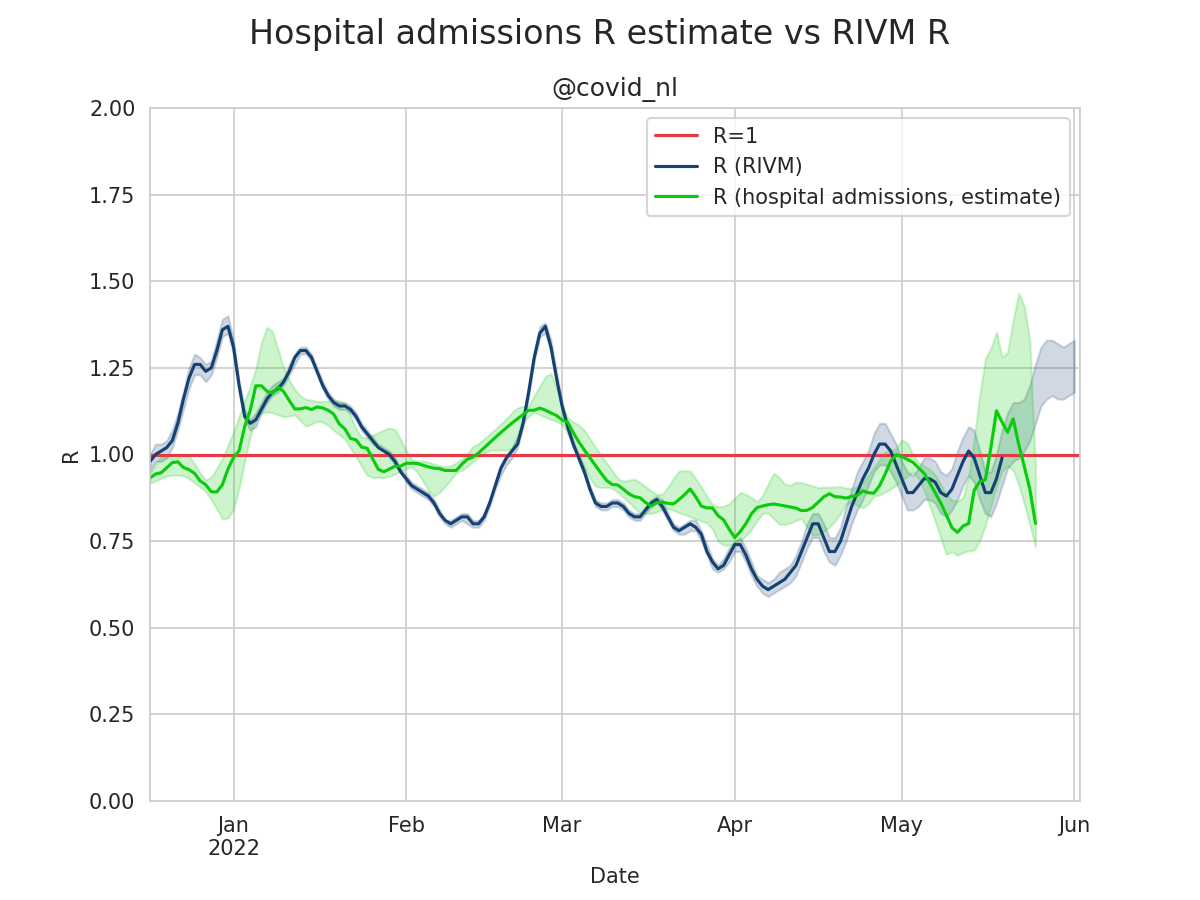 Hospital admissions R estimate vs RIVM R
@covid_nl
R=1
R (RIVM)
R (hospital admissions, estimate)
2.00
1.75
1.50
1.25
1.00
0.75
0.50
0.25
0.00
R
Jan
2022
Feb
Mar
Apr
May
Jun
Date